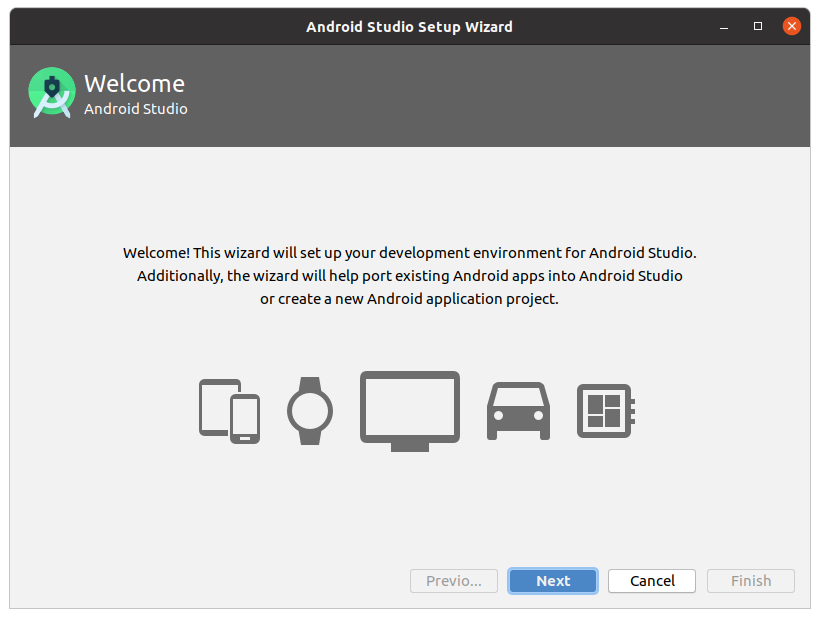 Android Studio Setup Wizard
Welcome
Android Studio
Welcome! This wizard will set up your development environment for Android Studio.
Additionally, the wizard will help port existing Android apps into Android Studio
or create a new Android application project.
Previo... Next Cancel Finish